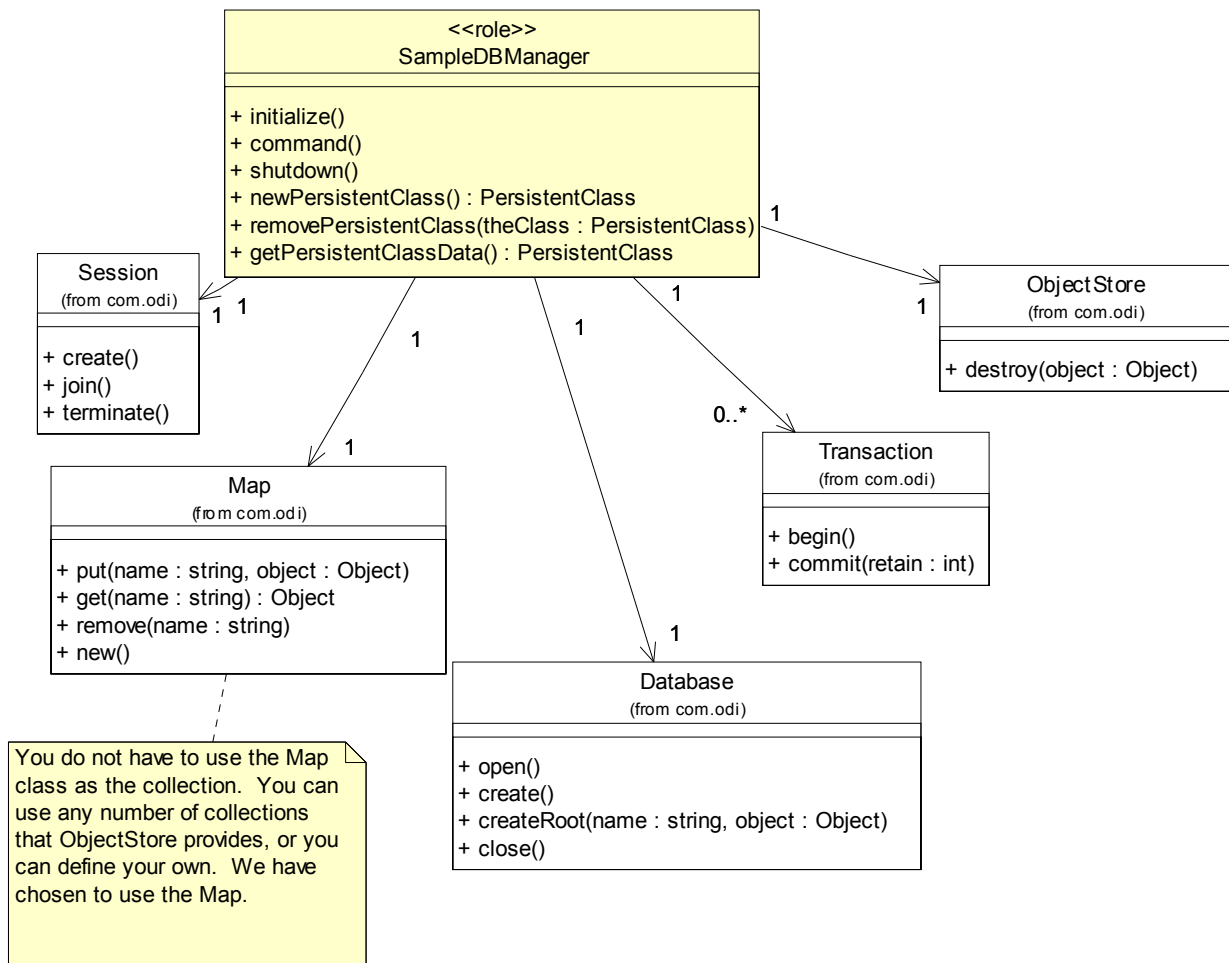 <<role>>
SampleDBManager
+ initialize()
+ command()
+ shutdown()
+ newPersistentClass() : PersistentClass
+ removePersistentClass(theClass : PersistentClass)
+ getPersistentClassData() : PersistentClass
1
1
1
1
1
1
1
0..*
1
1
Session
(from com.odi)
+ create()
+ join()
+ terminate()
ObjectStore
(from com.odi)
+ destroy(object : Object)
Map
(from com.odi)
+ put(name : string, object : Object)
+ get(name : string) : Object
+ remove(name : string)
+ new()
Transaction
(from com.odi)
+ begin()
+ commit(retain : int)
Database
(from com.odi)
+ open()
+ create()
+ createRoot(name : string, object : Object)
+ close()
You do not have to use the Map
class as the collection. You can
use any number of collections
that ObjectStore provides, or you
can define your own. We have
chosen to use the Map.